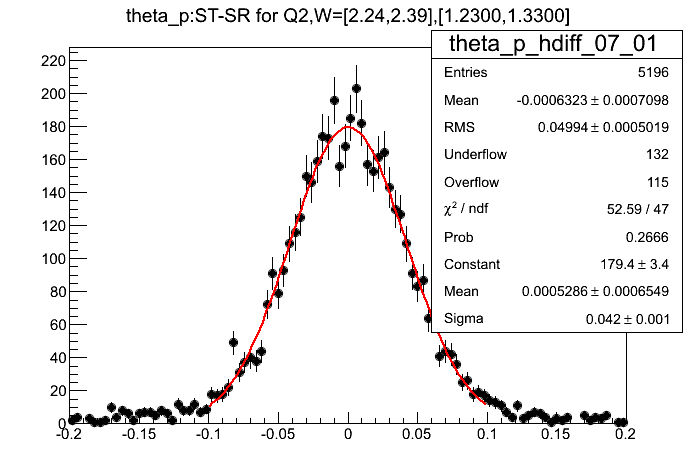 theta_p:ST-SR for Q2,W=[2.24,2.39],[1.2300,1.3300]
theta_p_hdiff_07_01
Entries 5196
Mean -0.0006323 ± 0.0007098
RMS 0.04994 ± 0.0005019
Underflow 132
Overflow 115
χ² / ndf 52.59 / 47
Prob 0.2666
Constant 179.4 ± 3.4
Mean 0.0005286 ± 0.0006549
Sigma 0.042 ± 0.001
220
200
180
160
140
120
100
80
60
40
20
0
-0.2 -0.15 -0.1 -0.05 0 0.05 0.1 0.15 0.2